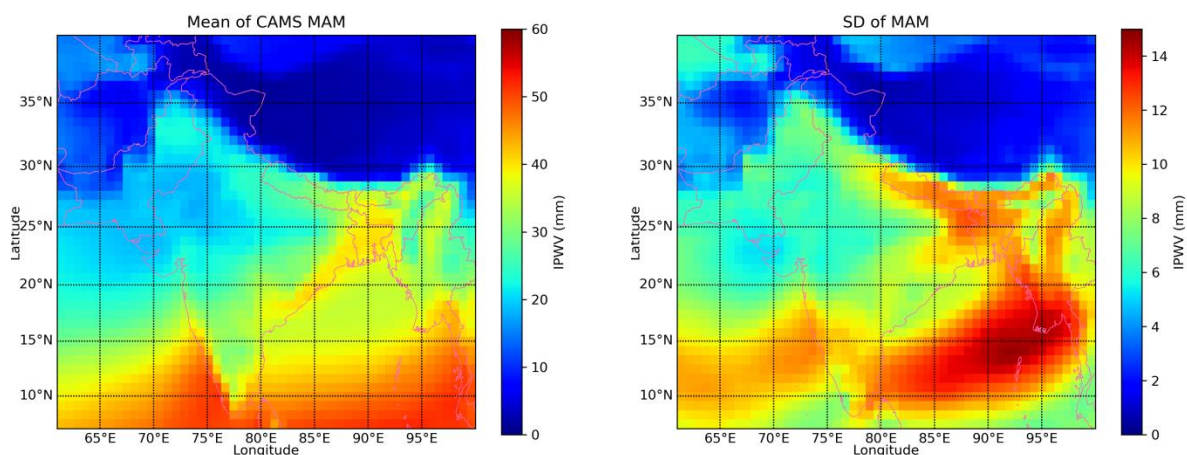 Mean of CAMS MAM
35°N
30°N
25°N
20°N
15°N
10°N
Latitude
65°E 70°E 75°E 80°E 85°E 90°E 95°E
Longitude
60
50
40
30
20
10
0
IPWV (mm)
SD of MAM
35°N
30°N
25°N
20°N
15°N
10°N
Latitude
65°E 70°E 75°E 80°E 85°E 90°E 95°E
Longitude
14
12
10
8
6
4
2
0
IPWV (mm)